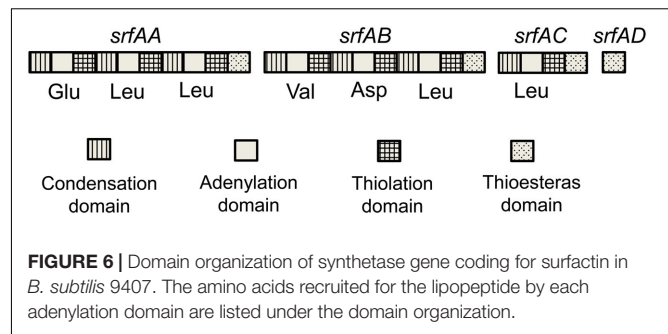 srfAA srfAB srfAC srfAD
Glu Leu Leu Val Asp Leu Leu
Condensation domain
Adenylation domain
Thiolation domain
Thioesteras domain
FIGURE 6 | Domain organization of synthetase gene coding for surfactin in
B. subtilis 9407. The amino acids recruited for the lipopeptide by each
adenylation domain are listed under the domain organization.